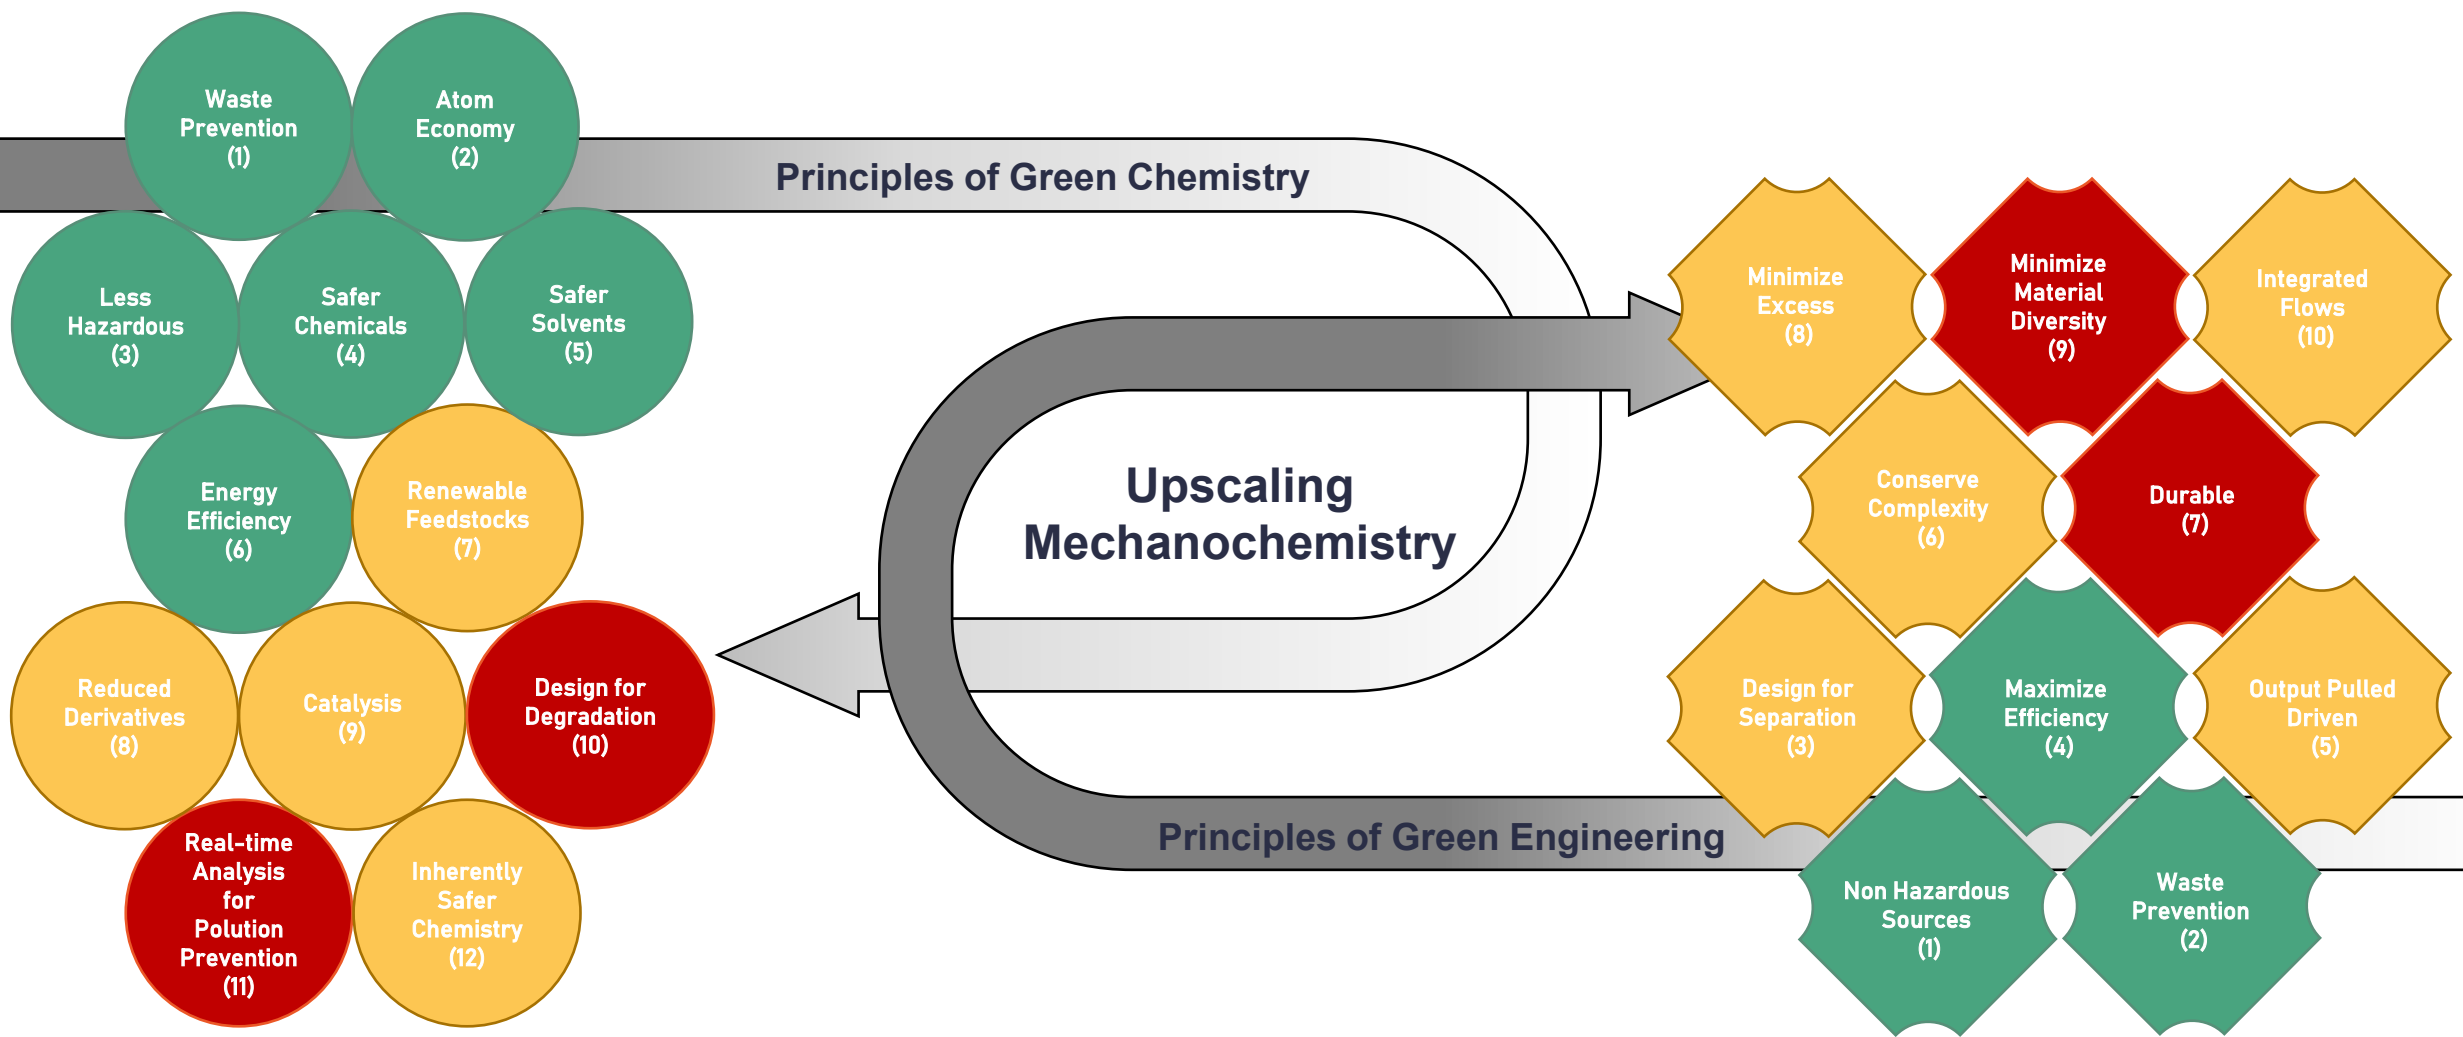 Waste
Prevention
(1)
Atom
Economy
(2)
Less
Hazardous
(3)
Safer
Chemicals
(4)
Safer
Solvents
(5)
Energy
Efficiency
(6)
Renewable
Feedstocks
(7)
Reduced
Derivatives
(8)
Catalysis
(9)
Design for
Degradation
(10)
Real-time
Analysis
for
Polution
Prevention
(11)
Inherently
Safer
Chemistry
(12)
Principles of Green Chemistry
Upscaling
Mechanochemistry
Principles of Green Engineering
Minimize
Excess
(8)
Minimize
Material
Diversity
(9)
Integrated
Flows
(10)
Conserve
Complexity
(6)
Durable
(7)
Design for
Separation
(3)
Maximize
Efficiency
(4)
Output Pulled
Driven
(5)
Non Hazardous
Sources
(1)
Waste
Prevention
(2)